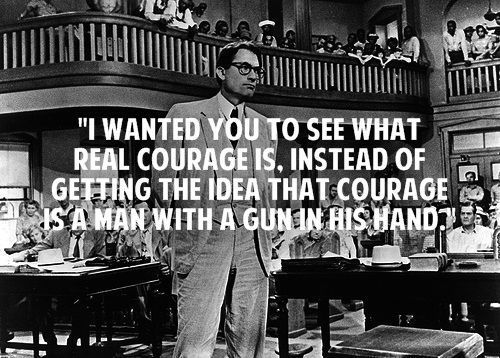 "I WANTED YOU TO SEE WHAT
REAL COURAGE IS, INSTEAD OF
GETTING THE IDEA THAT COURAGE
IS A MAN WITH A GUN IN HIS HAND."